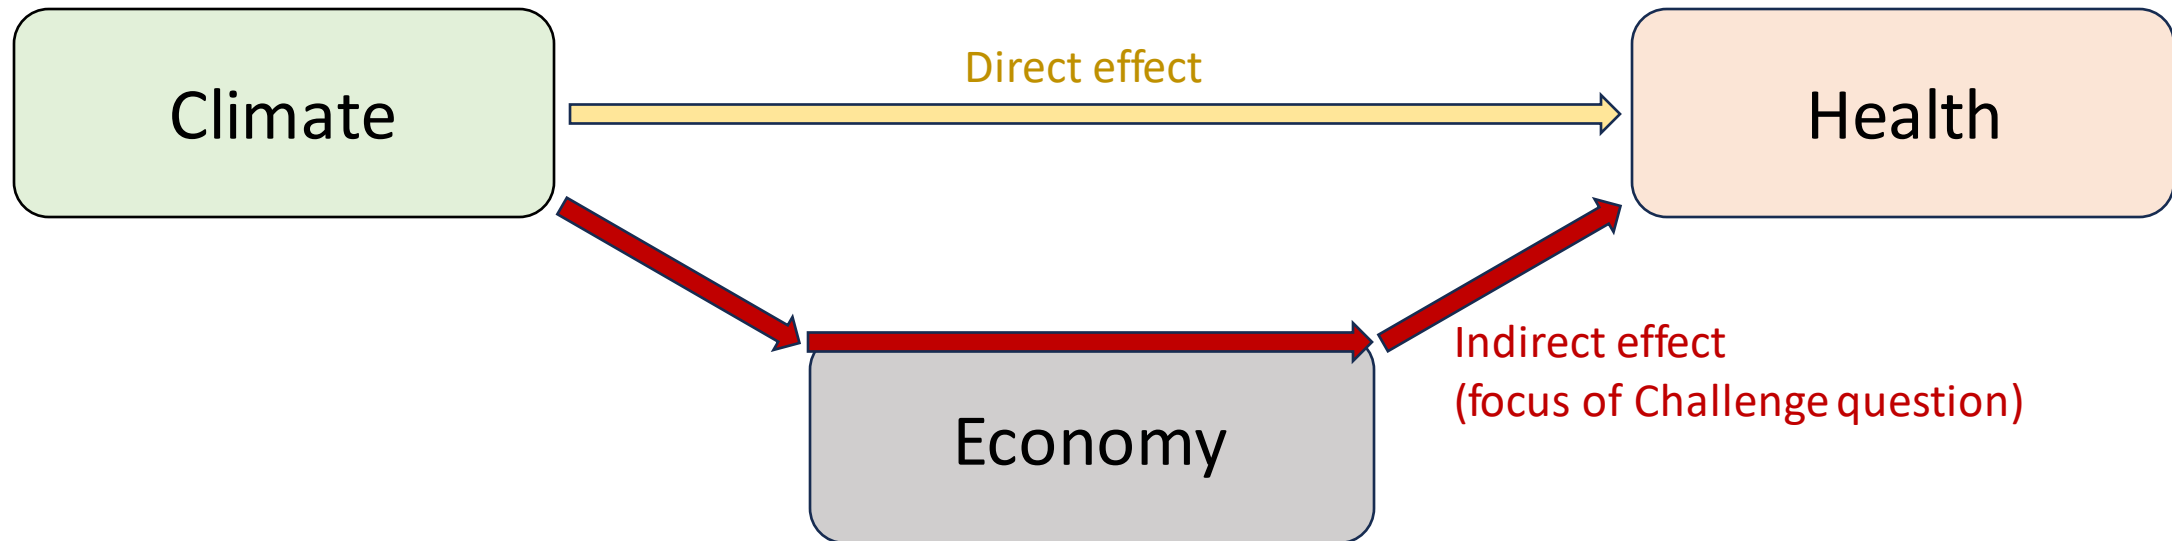 Direct effect
Climate
Health
Indirect effect
(focus of Challenge question)
Economy